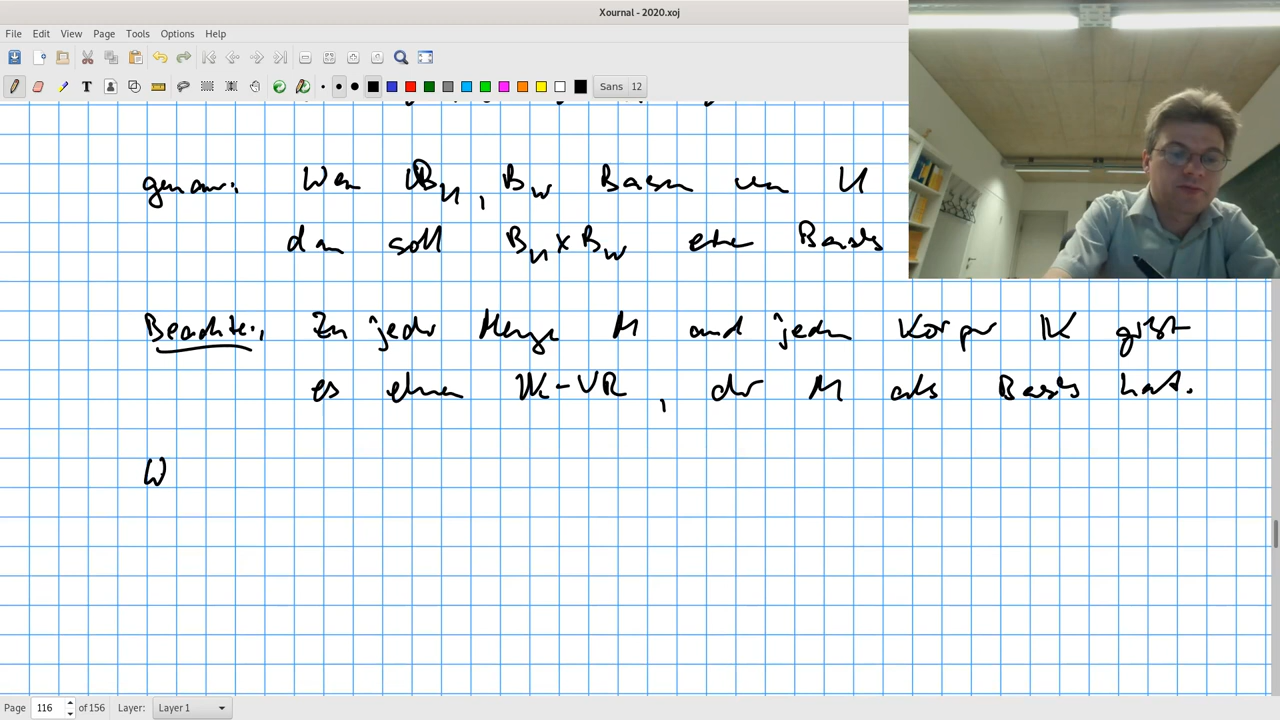 Xournal - 2020.xoj
File Edit View Page Tools Options Help
Sans 12
genauer: Wenn B_U, B_W Basen von U
dann soll B_U × B_W eine Basis
Beachte: Zu jeder Menge M und jedem Körper 𝕂 gibt
es einen 𝕂-VR, der M als Basis hat.
W
Page 116 of 156 Layer: Layer 1